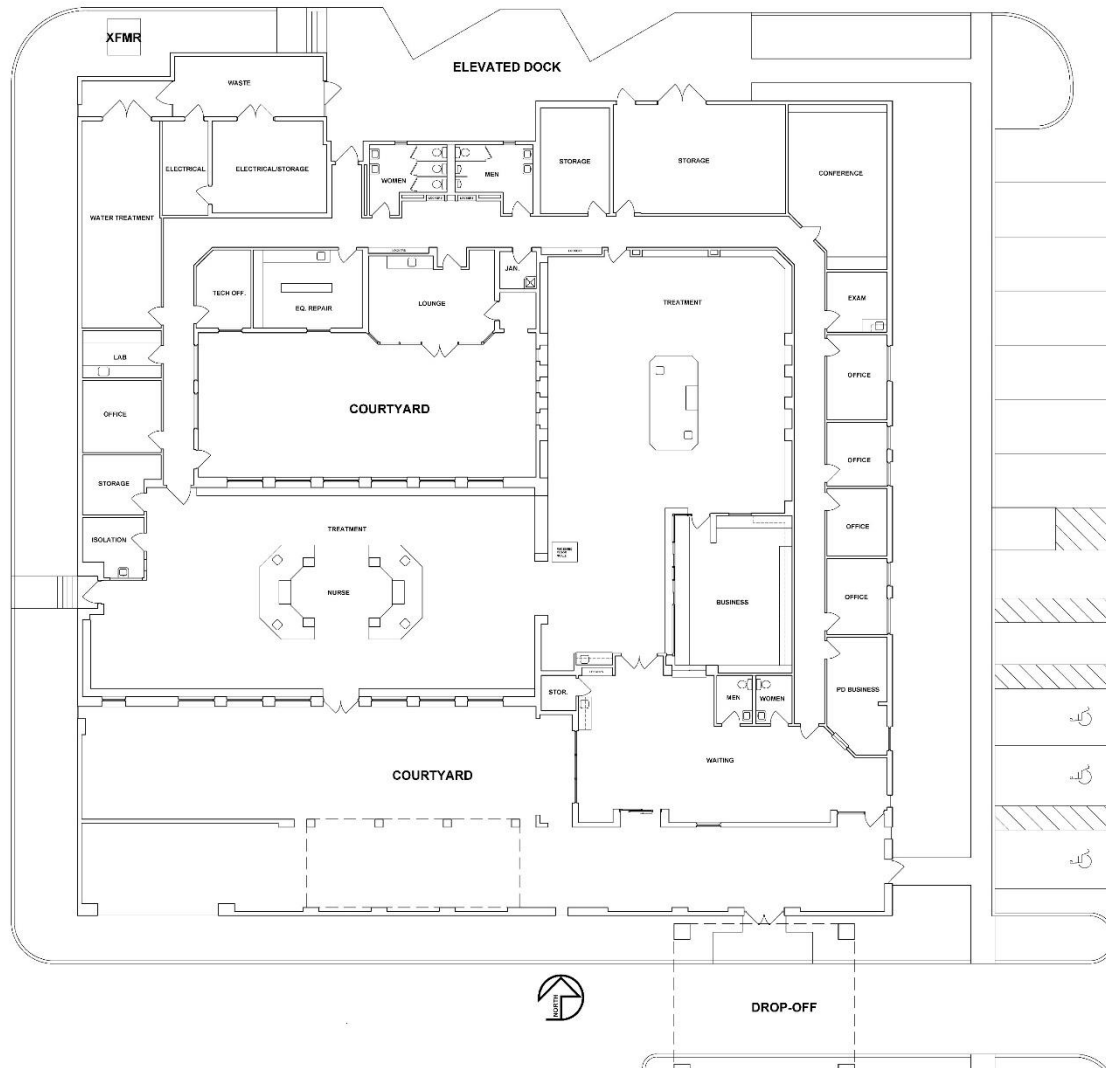 XFMR
ELEVATED DOCK
WASTE
ELECTRICAL
ELECTRICAL/STORAGE
WOMEN
MEN
STORAGE
STORAGE
CONFERENCE
WATER TREATMENT
JAN.
TECH OFF.
EQ. REPAIR
LOUNGE
TREATMENT
EXAM
LAB
OFFICE
COURTYARD
OFFICE
OFFICE
STORAGE
OFFICE
ISOLATION
TREATMENT
NURSE
BUSINESS
OFFICE
STOR.
MEN
WOMEN
PD BUSINESS
COURTYARD
WAITING
NORTH
DROP-OFF